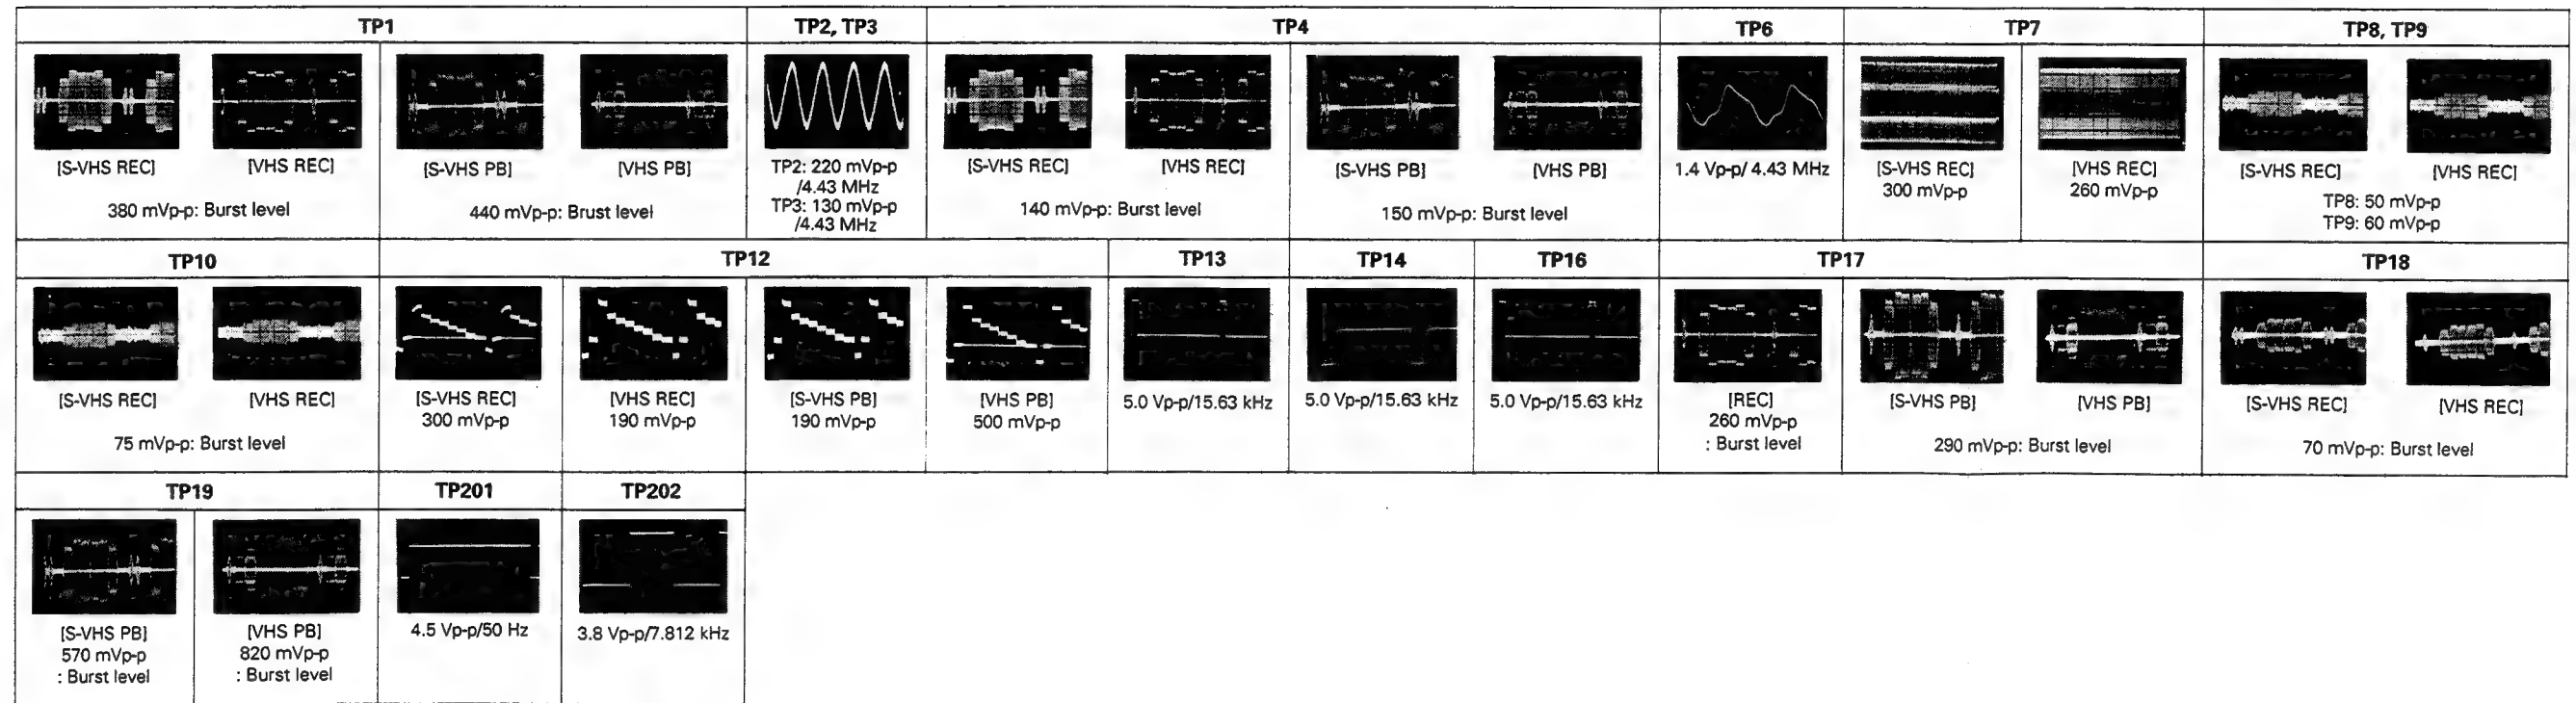 TP1
TP2, TP3
TP4
TP6
TP7
TP8, TP9
[S-VHS REC]
[VHS REC]
380 mVp-p: Burst level
[S-VHS PB]
[VHS PB]
440 mVp-p: Brust level
TP2: 220 mVp-p
/4.43 MHz
TP3: 130 mVp-p
/4.43 MHz
[S-VHS REC]
[VHS REC]
140 mVp-p: Burst level
[S-VHS PB]
[VHS PB]
150 mVp-p: Burst level
1.4 Vp-p/ 4.43 MHz
[S-VHS REC]
300 mVp-p
[VHS REC]
260 mVp-p
[S-VHS REC]
[VHS REC]
TP8: 50 mVp-p
TP9: 60 mVp-p
TP10
TP12
TP13
TP14
TP16
TP17
TP18
[S-VHS REC]
[VHS REC]
75 mVp-p: Burst level
[S-VHS REC]
300 mVp-p
[VHS REC]
190 mVp-p
[S-VHS PB]
190 mVp-p
[VHS PB]
500 mVp-p
5.0 Vp-p/15.63 kHz
5.0 Vp-p/15.63 kHz
5.0 Vp-p/15.63 kHz
[REC]
260 mVp-p
: Burst level
[S-VHS PB]
[VHS PB]
290 mVp-p: Burst level
[S-VHS REC]
[VHS REC]
70 mVp-p: Burst level
TP19
TP201
TP202
[S-VHS PB]
570 mVp-p
: Burst level
[VHS PB]
820 mVp-p
: Burst level
4.5 Vp-p/50 Hz
3.8 Vp-p/7.812 kHz